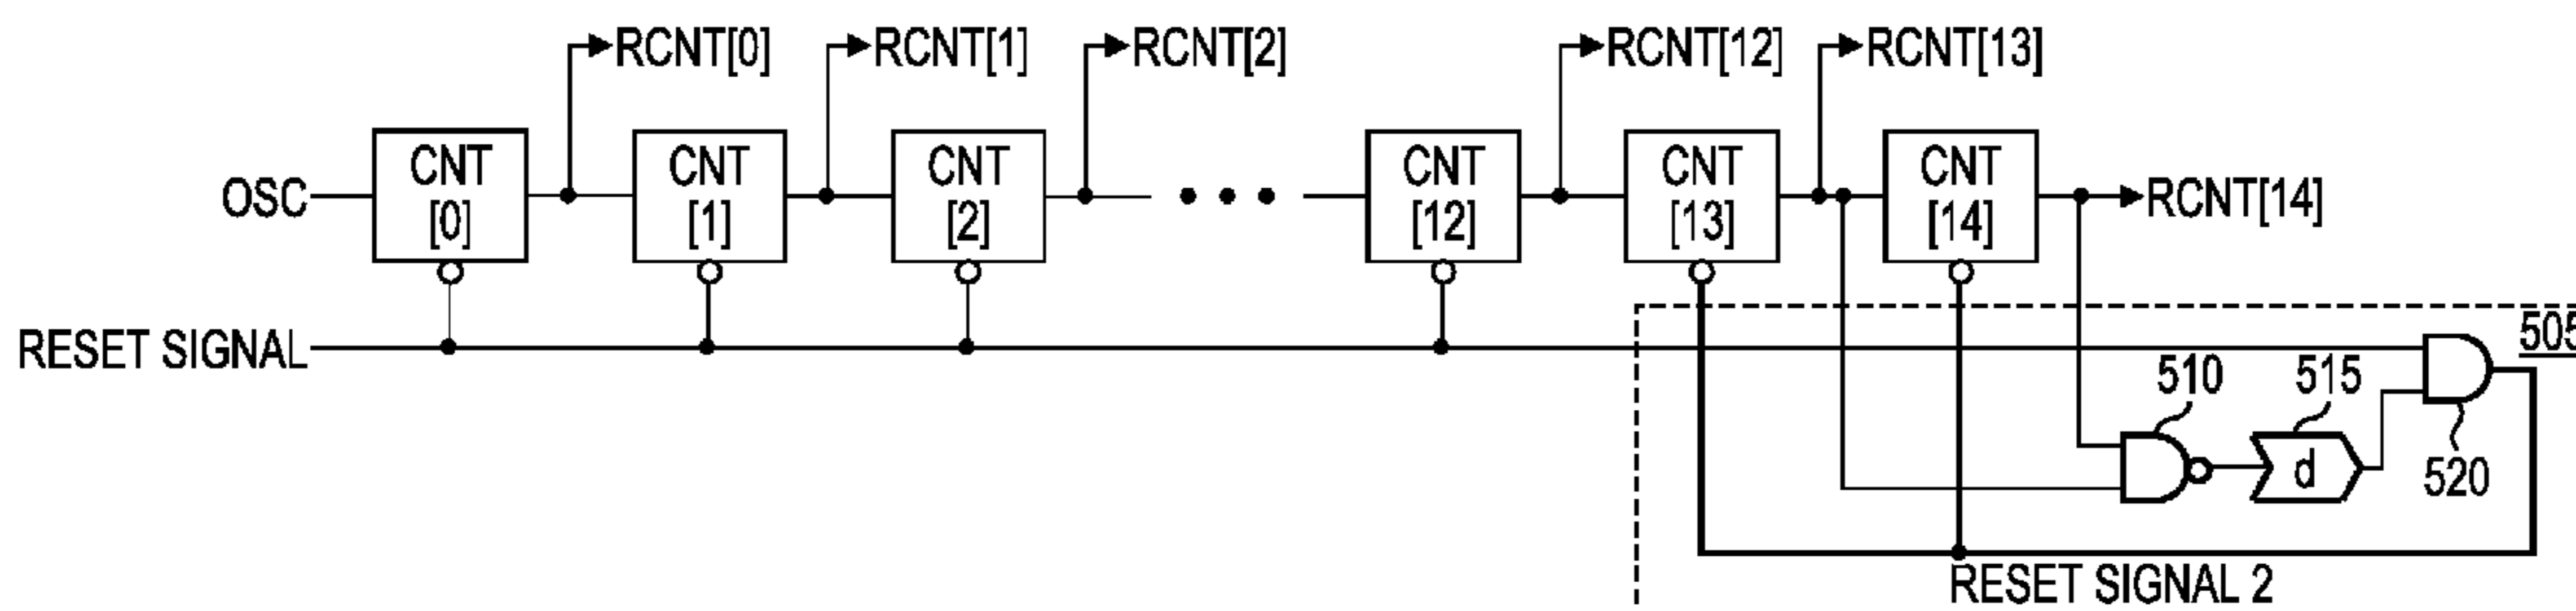 RCNT[0]
RCNT[1]
RCNT[2]
RCNT[12]
RCNT[13]
OSC
CNT
[0]
CNT
[1]
CNT
[2]
CNT
[12]
CNT
[13]
CNT
[14]
RCNT[14]
RESET SIGNAL
505
510
515
d
520
RESET SIGNAL 2